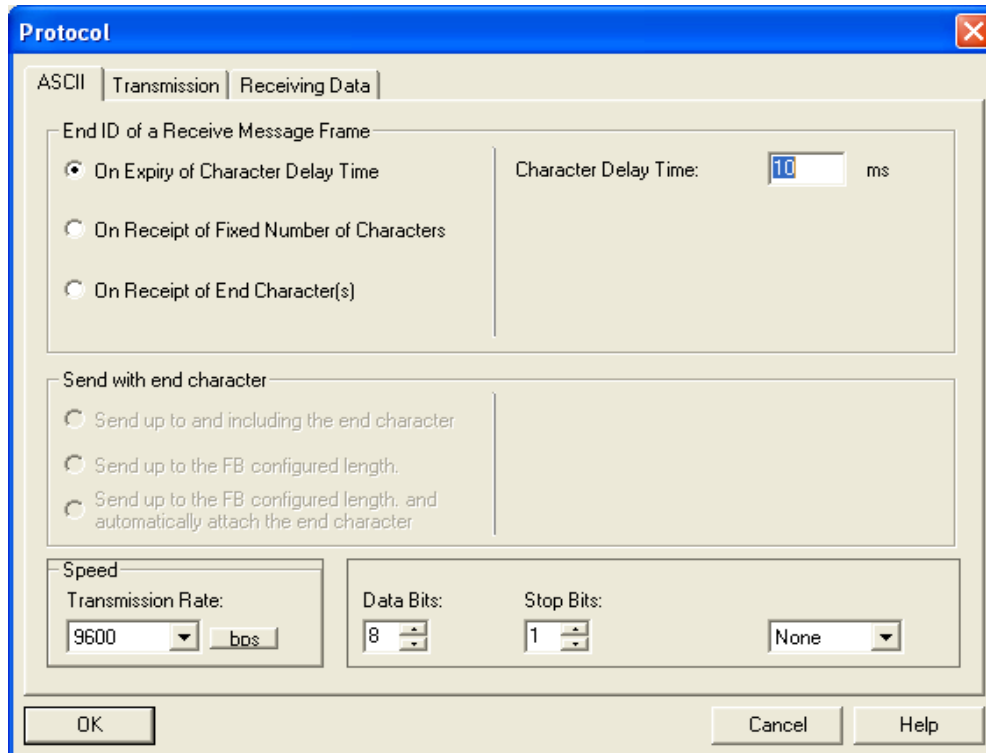 Protocol
ASCII Transmission Receiving Data
End ID of a Receive Message Frame
On Expiry of Character Delay Time
Character Delay Time: 10 ms
On Receipt of Fixed Number of Characters
On Receipt of End Character(s)
Send with end character
Send up to and including the end character
Send up to the FB configured length.
Send up to the FB configured length. and
automatically attach the end character
Speed
Transmission Rate:
9600 bps
Data Bits: Stop Bits:
8 1 None
OK Cancel Help